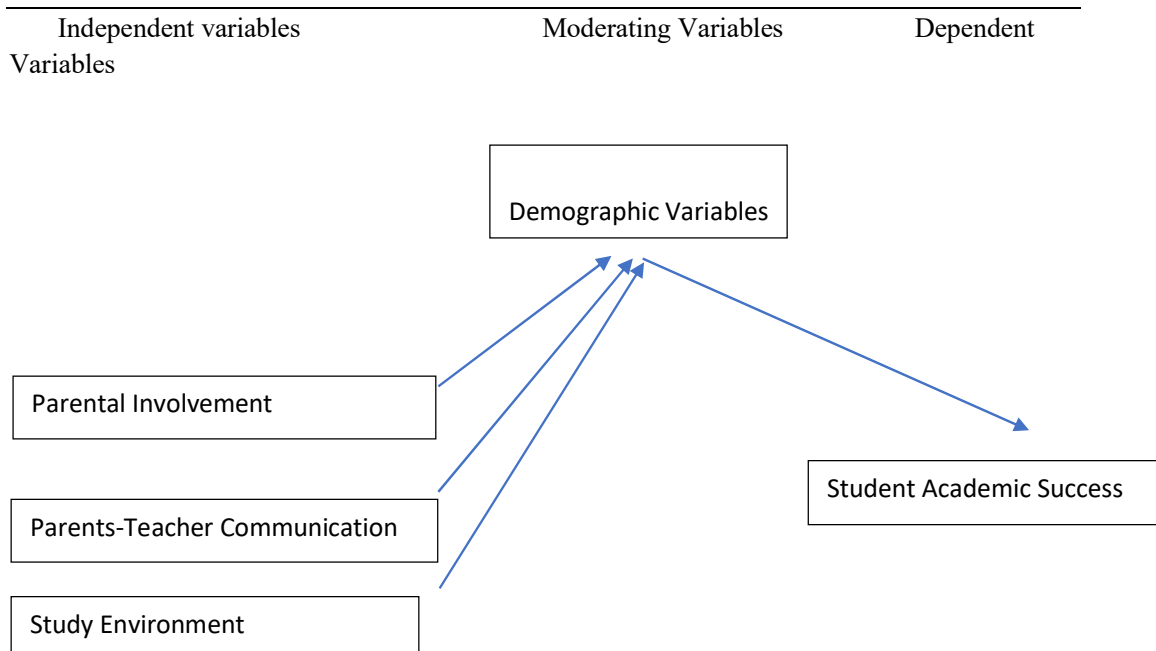 Independent variables Moderating Variables Dependent
Variables
Demographic Variables
Parental Involvement
Student Academic Success
Parents-Teacher Communication
Study Environment